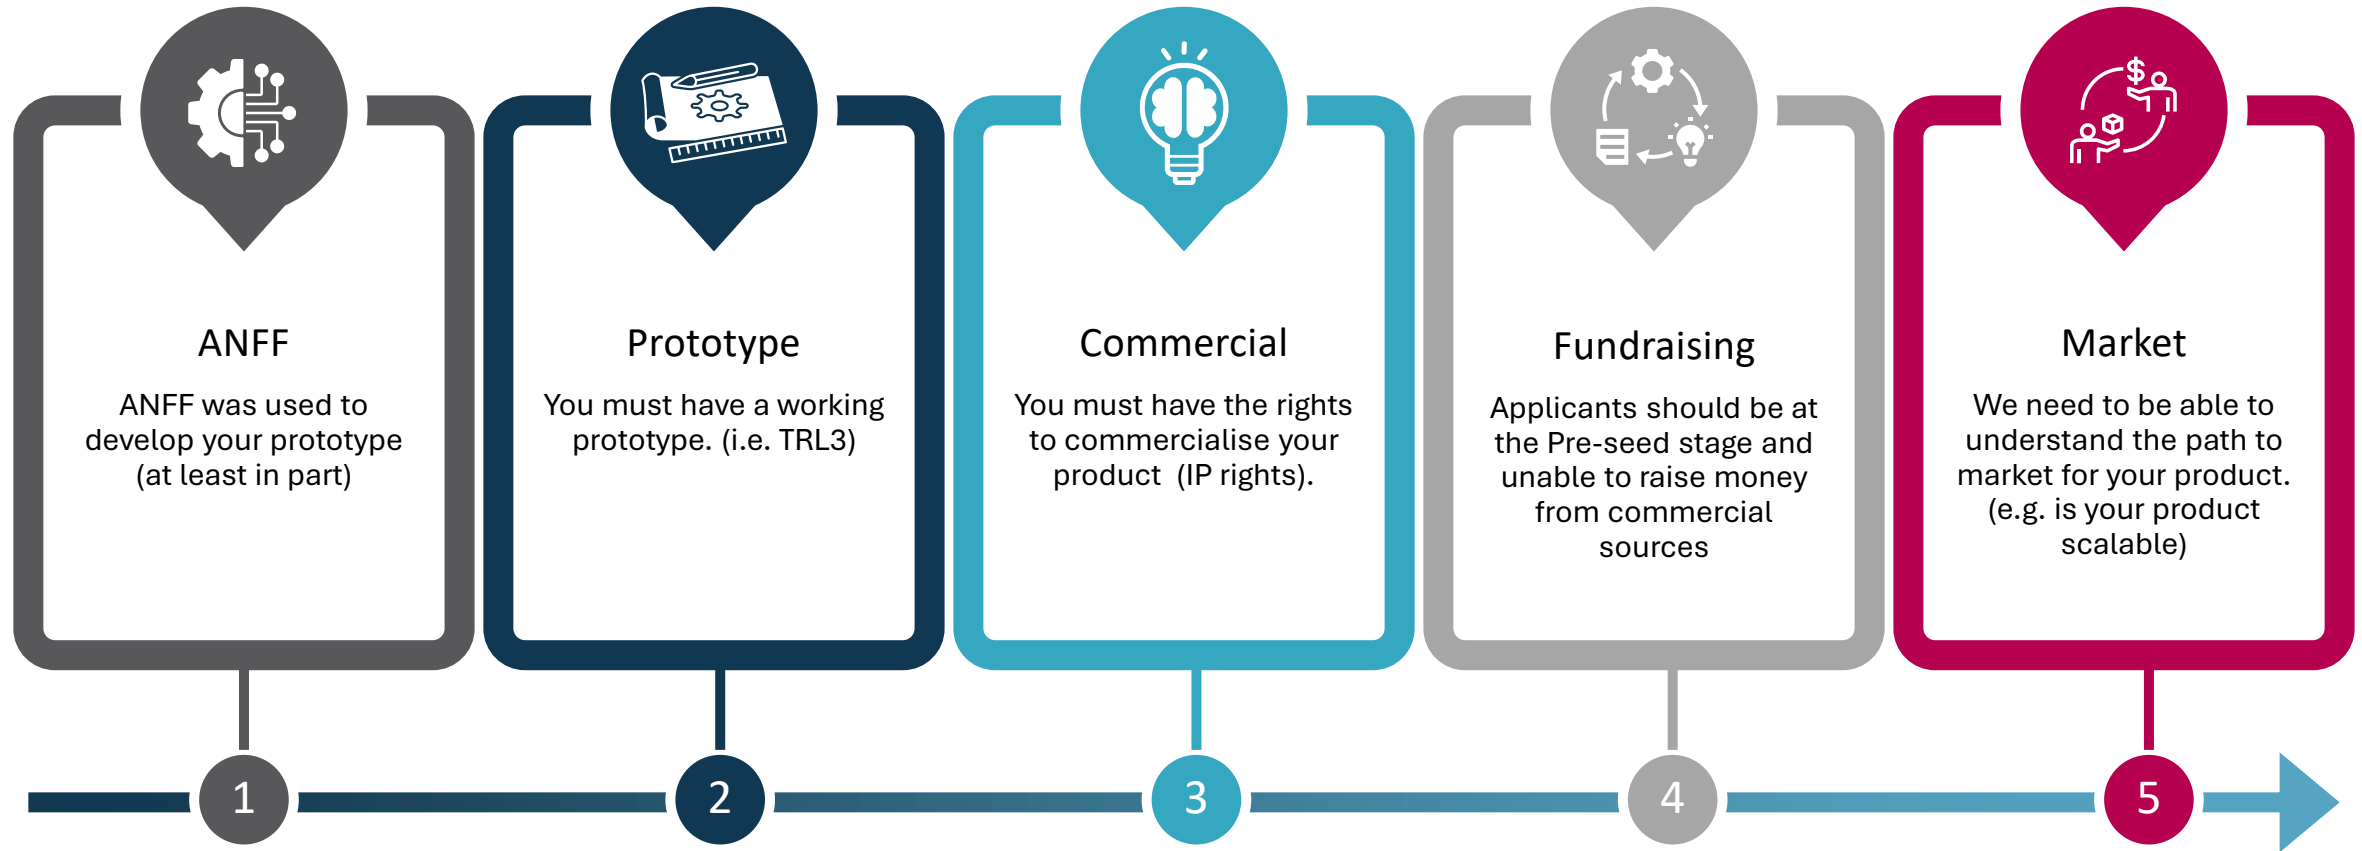 ANFF
ANFF was used to
develop your prototype
(at least in part)
Prototype
You must have a working
prototype. (i.e. TRL3)
Commercial
You must have the rights
to commercialise your
product  (IP rights).
Fundraising
Applicants should be at
the Pre-seed stage and
unable to raise money
from commercial
sources
Market
We need to be able to
understand the path to
market for your product.
(e.g. is your product
scalable)
1
2
3
4
5